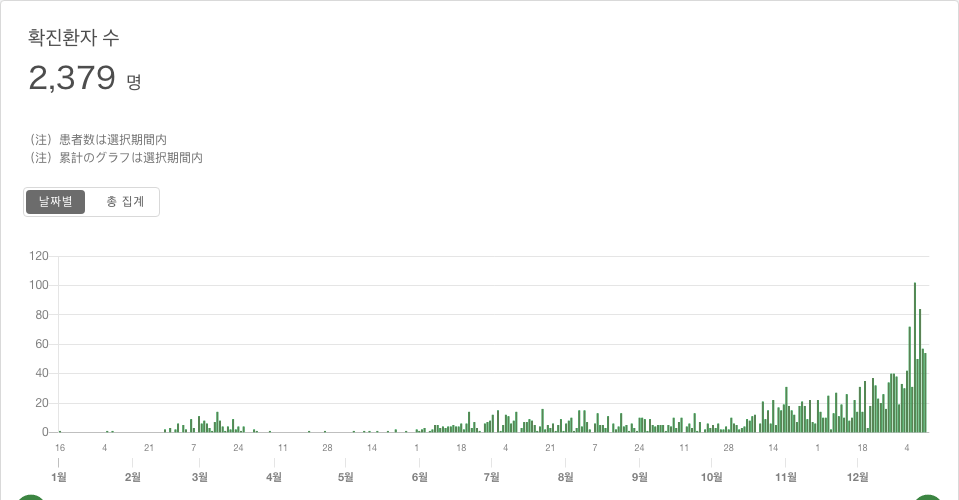 확진환자 수
2,379 명
（注）患者数は選択期間内
（注）累計のグラフは選択期間内
날짜별 총 집계
120
100
80
60
40
20
0
16 4 21 7 24 11 28 14 1 18 4 21 7 24 11 28 14 1 18 4
1월 2월 3월 4월 5월 6월 7월 8월 9월 10월 11월 12월